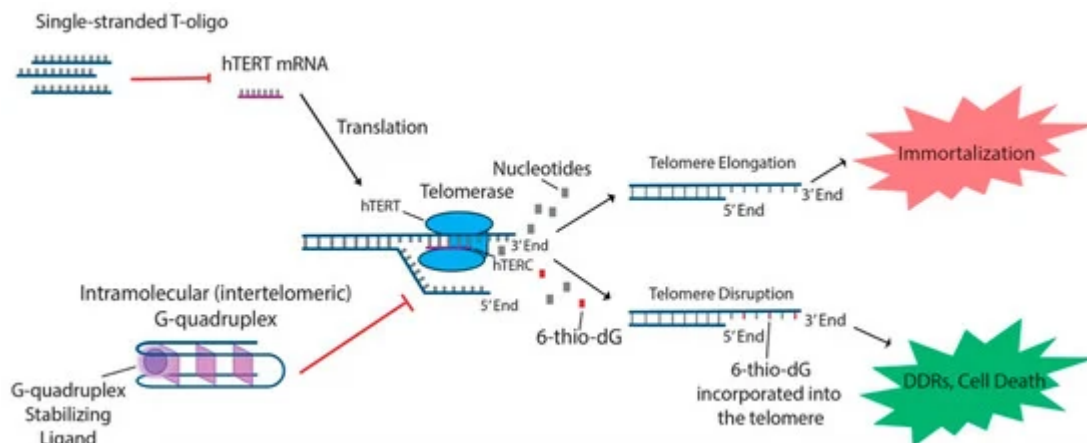 Single-stranded T-oligo
hTERT mRNA
Translation
Nucleotides
Telomerase
hTERT
3' End
hTERC
5' End
Telomere Elongation
3' End
5' End
Immortalization
Intramolecular (intertelomeric)
G-quadruplex
G-quadruplex
Stabilizing
Ligand
6-thio-dG
Telomere Disruption
3' End
5' End
6-thio-dG
incorporated into
the telomere
DDRs, Cell Death